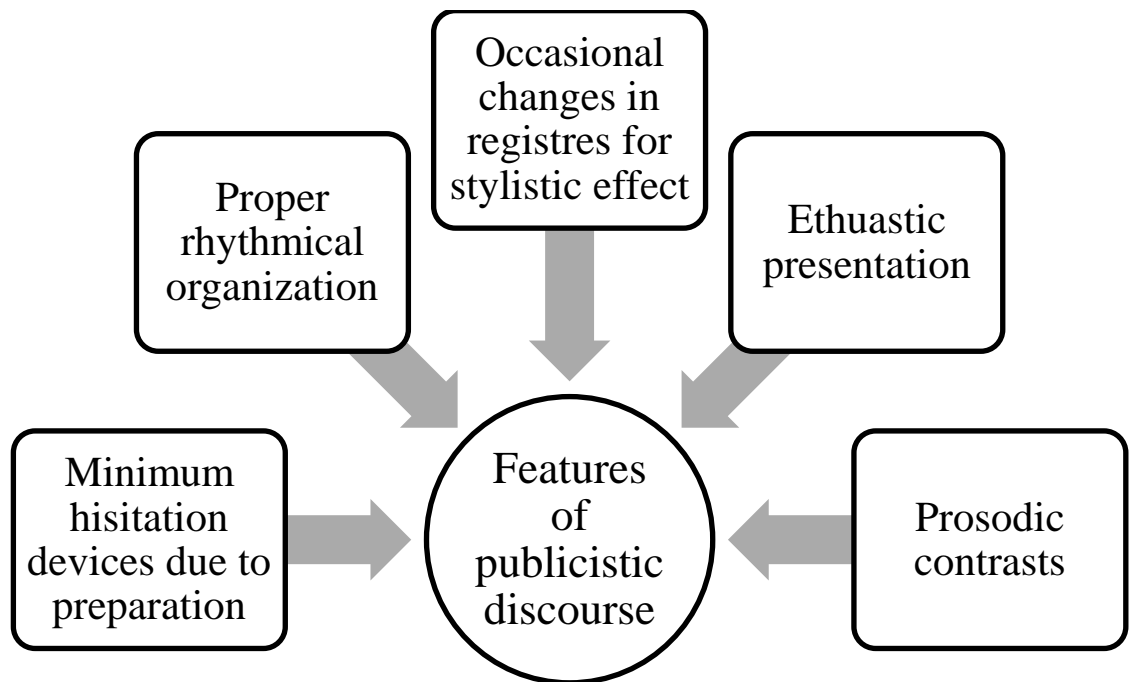 Occasional
changes in
registres for
stylistic effect
Proper
rhythmical
organization
Ethuastic
presentation
Minimum
hisitation
devices due to
preparation
Features
of
publicistic
discourse
Prosodic
contrasts